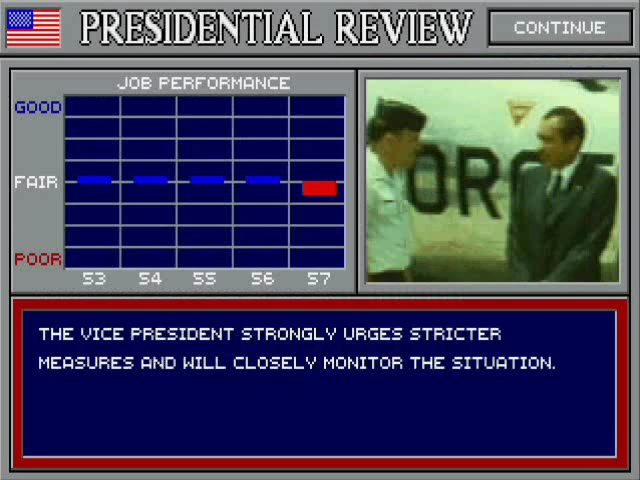 PRESIDENTIAL REVIEW
CONTINUE
JOB PERFORMANCE
GOOD
FAIR
POOR
53 54 55 56 57
ORCE
THE VICE PRESIDENT STRONGLY URGES STRICTER
MEASURES AND WILL CLOSELY MONITOR THE SITUATION.